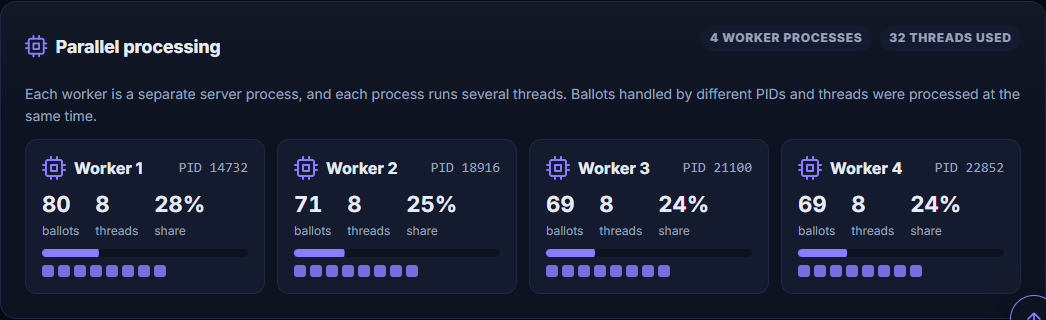 Parallel processing
4 WORKER PROCESSES
32 THREADS USED
Each worker is a separate server process, and each process runs several threads. Ballots handled by different PIDs and threads were processed at the
same time.
Worker 1 PID 14732
80 8 28%
ballots threads share
Worker 2 PID 18916
71 8 25%
ballots threads share
Worker 3 PID 21100
69 8 24%
ballots threads share
Worker 4 PID 22852
69 8 24%
ballots threads share